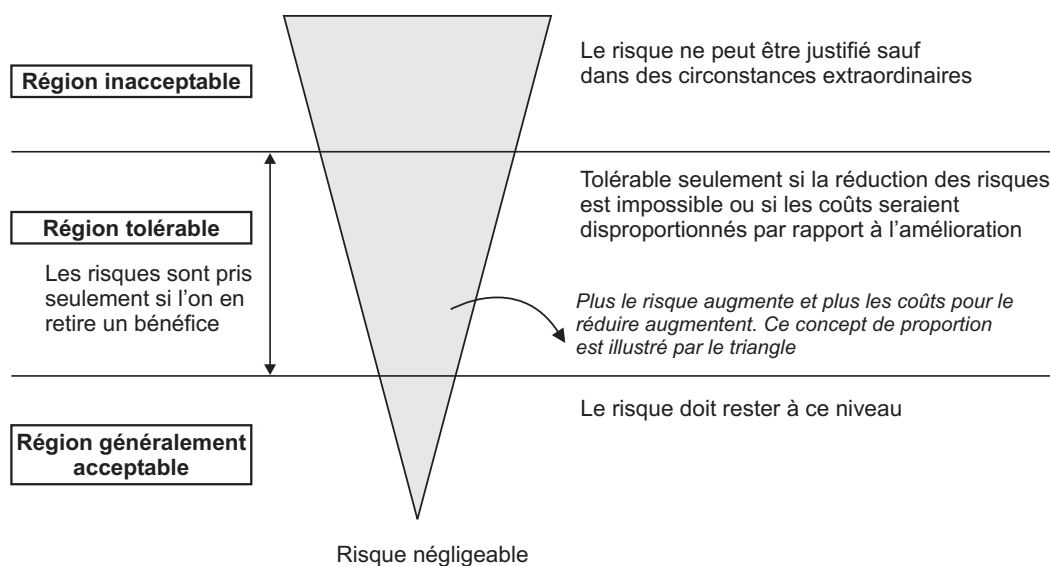 Région inacceptable
Le risque ne peut être justifié sauf
dans des circonstances extraordinaires
Région tolérable
Les risques sont pris
seulement si l’on en
retire un bénéfice
Tolérable seulement si la réduction des risques
est impossible ou si les coûts seraient
disproportionnés par rapport à l’amélioration
Plus le risque augmente et plus les coûts pour le
réduire augmentent. Ce concept de proportion
est illustré par le triangle
Région généralement
acceptable
Le risque doit rester à ce niveau
Risque négligeable